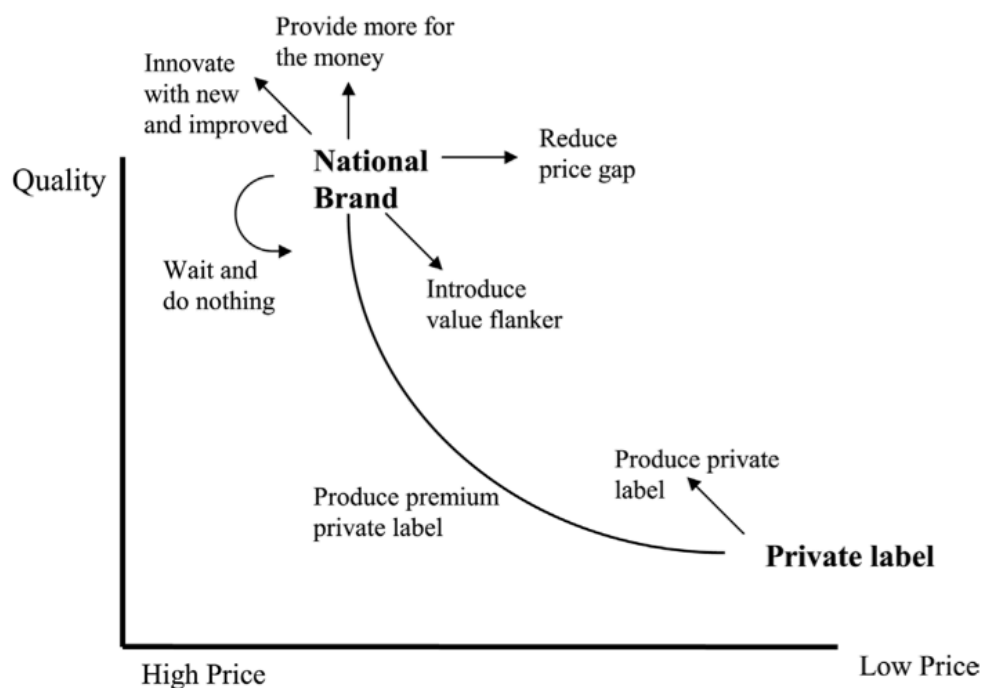 Provide more for
the money
Innovate
with new
and improved
Reduce
price gap
National
Brand
Quality
Wait and
do nothing
Introduce
value flanker
Produce private
label
Produce premium
private label
Private label
High Price
Low Price